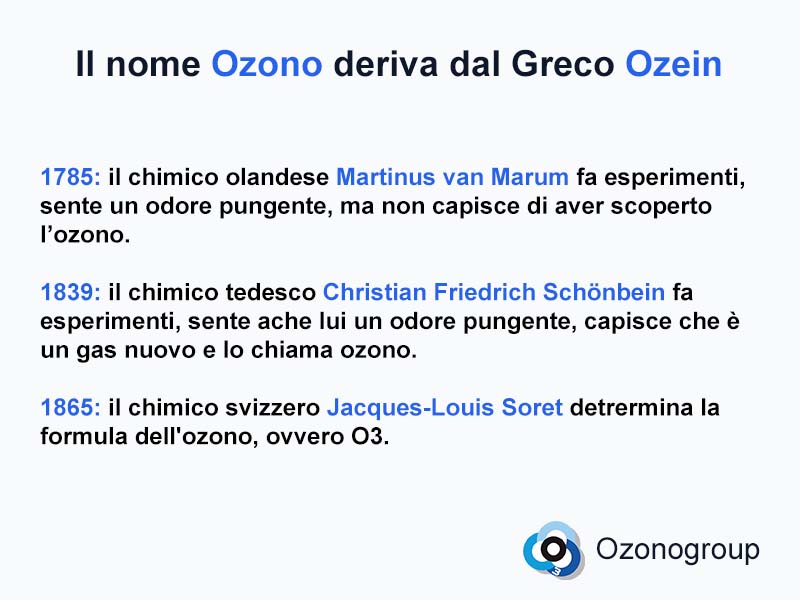 Il nome Ozono deriva dal Greco Ozein
1785: il chimico olandese Martinus van Marum fa esperimenti,
sente un odore pungente, ma non capisce di aver scoperto
l’ozono.
1839: il chimico tedesco Christian Friedrich Schönbein fa
esperimenti, sente ache lui un odore pungente, capisce che è
un gas nuovo e lo chiama ozono.
1865: il chimico svizzero Jacques-Louis Soret detrermina la
formula dell'ozono, ovvero O3.
Ozonogroup